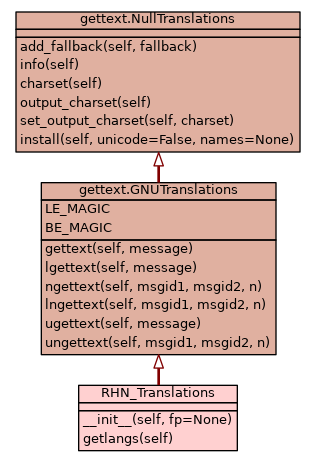 gettext.NullTranslations
add_fallback(self, fallback)
info(self)
charset(self)
output_charset(self)
set_output_charset(self, charset)
install(self, unicode=False, names=None)
gettext.GNUTranslations
LE_MAGIC
BE_MAGIC
gettext(self, message)
lgettext(self, message)
ngettext(self, msgid1, msgid2, n)
lngettext(self, msgid1, msgid2, n)
ugettext(self, message)
ungettext(self, msgid1, msgid2, n)
RHN_Translations
__init__(self, fp=None)
getlangs(self)